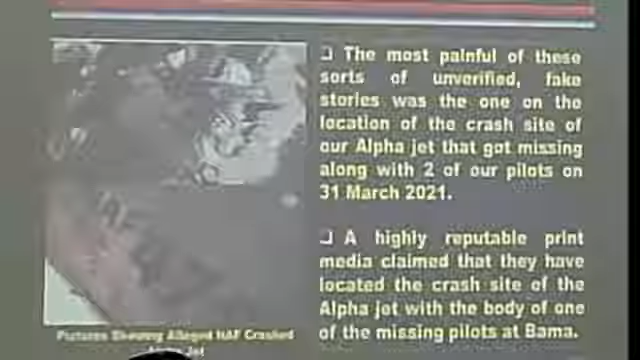 ❑ The most painful of these
sorts of unverified, fake
stories was the one on the
location of the crash site of
our Alpha jet that got missing
along with 2 of our pilots on
31 March 2021.
❑ A highly reputable print
media claimed that they have
located the crash site of the
Alpha jet with the body of one
of the missing pilots at Bama.
Pictures Showing Alleged NAF Crashed
Jet